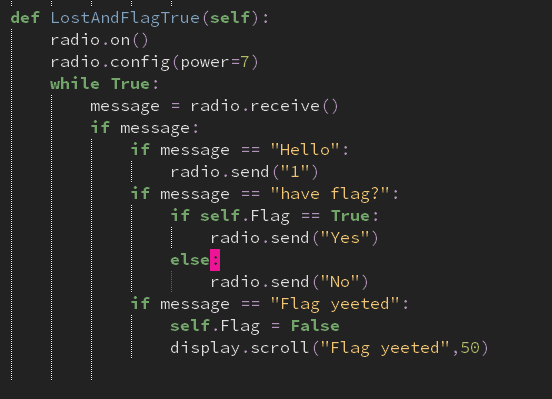 def LostAndFlagTrue(self):
    radio.on()
    radio.config(power=7)
    while True:
        message = radio.receive()
        if message:
            if message == "Hello":
                radio.send("1")
            if message == "have flag?":
                if self.Flag == True:
                    radio.send("Yes")
                else:
                    radio.send("No")
            if message == "Flag yeeted":
                self.Flag = False
                display.scroll("Flag yeeted",50)